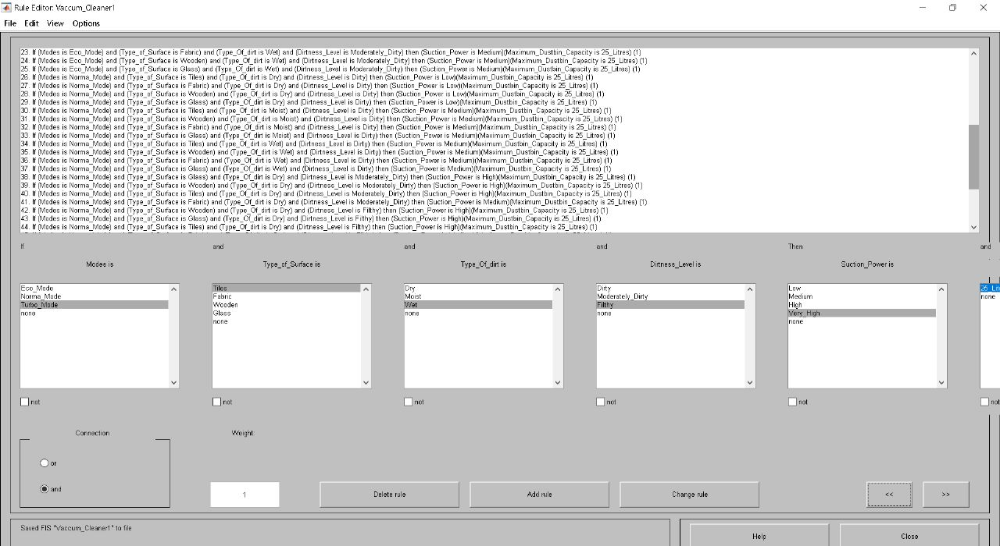 Rule Editor: Vaccum_Cleaner1
File Edit View Options
23. If (Modes is Eco_Mode) and (Type_of_Surface is Fabric) and (Type_Of_dirt is Wet) and (Dirtness_Level is Moderately_Dirty) then (Suction_Power is Medium)(Maximum_Dustbin_Capacity is 25_Litres) (1)
24. If (Modes is Eco_Mode) and (Type_of_Surface is Wooden) and (Type_Of_dirt is Wet) and (Dirtness_Level is Moderately_Dirty) then (Suction_Power is Medium)(Maximum_Dustbin_Capacity is 25_Litres) (1)
25. If (Modes is Eco_Mode) and (Type_of_Surface is Glass) and (Type_Of_dirt is Wet) and (Dirtness_Level is Moderately_Dirty) then (Suction_Power is Medium)(Maximum_Dustbin_Capacity is 25_Litres) (1)
26. If (Modes is Norma_Mode) and (Type_of_Surface is Tiles) and (Type_Of_dirt is Dry) and (Dirtness_Level is Dirty) then (Suction_Power is Low)(Maximum_Dustbin_Capacity is 25_Litres) (1)
27. If (Modes is Norma_Mode) and (Type_of_Surface is Fabric) and (Type_Of_dirt is Dry) and (Dirtness_Level is Dirty) then (Suction_Power is Low)(Maximum_Dustbin_Capacity is 25_Litres) (1)
28. If (Modes is Norma_Mode) and (Type_of_Surface is Wooden) and (Type_Of_dirt is Dry) and (Dirtness_Level is Dirty) then (Suction_Power is Low)(Maximum_Dustbin_Capacity is 25_Litres) (1)
29. If (Modes is Norma_Mode) and (Type_of_Surface is Glass) and (Type_Of_dirt is Dry) and (Dirtness_Level is Dirty) then (Suction_Power is Low)(Maximum_Dustbin_Capacity is 25_Litres) (1)
30. If (Modes is Norma_Mode) and (Type_of_Surface is Tiles) and (Type_Of_dirt is Moist) and (Dirtness_Level is Dirty) then (Suction_Power is Medium)(Maximum_Dustbin_Capacity is 25_Litres) (1)
31. If (Modes is Norma_Mode) and (Type_of_Surface is Wooden) and (Type_Of_dirt is Moist) and (Dirtness_Level is Dirty) then (Suction_Power is Medium)(Maximum_Dustbin_Capacity is 25_Litres) (1)
32. If (Modes is Norma_Mode) and (Type_of_Surface is Fabric) and (Type_Of_dirt is Moist) and (Dirtness_Level is Dirty) then (Suction_Power is Medium)(Maximum_Dustbin_Capacity is 25_Litres) (1)
33. If (Modes is Norma_Mode) and (Type_of_Surface is Glass) and (Type_Of_dirt is Moist) and (Dirtness_Level is Dirty) then (Suction_Power is Medium)(Maximum_Dustbin_Capacity is 25_Litres) (1)
34. If (Modes is Norma_Mode) and (Type_of_Surface is Tiles) and (Type_Of_dirt is Wet) and (Dirtness_Level is Dirty) then (Suction_Power is Medium)(Maximum_Dustbin_Capacity is 25_Litres) (1)
35. If (Modes is Norma_Mode) and (Type_of_Surface is Wooden) and (Type_Of_dirt is Wet) and (Dirtness_Level is Dirty) then (Suction_Power is Medium)(Maximum_Dustbin_Capacity is 25_Litres) (1)
36. If (Modes is Norma_Mode) and (Type_of_Surface is Fabric) and (Type_Of_dirt is Wet) and (Dirtness_Level is Dirty) then (Suction_Power is Medium)(Maximum_Dustbin_Capacity is 25_Litres) (1)
37. If (Modes is Norma_Mode) and (Type_of_Surface is Glass) and (Type_Of_dirt is Wet) and (Dirtness_Level is Dirty) then (Suction_Power is Medium)(Maximum_Dustbin_Capacity is 25_Litres) (1)
38. If (Modes is Norma_Mode) and (Type_of_Surface is Glass) and (Type_Of_dirt is Dry) and (Dirtness_Level is Moderately_Dirty) then (Suction_Power is High)(Maximum_Dustbin_Capacity is 25_Litres) (1)
39. If (Modes is Norma_Mode) and (Type_of_Surface is Wooden) and (Type_Of_dirt is Dry) and (Dirtness_Level is Moderately_Dirty) then (Suction_Power is High)(Maximum_Dustbin_Capacity is 25_Litres) (1)
40. If (Modes is Norma_Mode) and (Type_of_Surface is Tiles) and (Type_Of_dirt is Dry) and (Dirtness_Level is Moderately_Dirty) then (Suction_Power is High)(Maximum_Dustbin_Capacity is 25_Litres) (1)
41. If (Modes is Norma_Mode) and (Type_of_Surface is Fabric) and (Type_Of_dirt is Dry) and (Dirtness_Level is Moderately_Dirty) then (Suction_Power is Medium)(Maximum_Dustbin_Capacity is 25_Litres) (1)
42. If (Modes is Norma_Mode) and (Type_of_Surface is Wooden) and (Type_Of_dirt is Dry) and (Dirtness_Level is Filthy) then (Suction_Power is High)(Maximum_Dustbin_Capacity is 25_Litres) (1)
43. If (Modes is Norma_Mode) and (Type_of_Surface is Glass) and (Type_Of_dirt is Dry) and (Dirtness_Level is Filthy) then (Suction_Power is High)(Maximum_Dustbin_Capacity is 25_Litres) (1)
44. If (Modes is Norma_Mode) and (Type_of_Surface is Tiles) and (Type_Of_dirt is Dry) and (Dirtness_Level is Filthy) then (Suction_Power is High)(Maximum_Dustbin_Capacity is 25_Litres) (1)
If and and and Then and
Modes is Type_of_Surface is Type_Of_dirt is Dirtness_Level is Suction_Power is
Eco_Mode Tiles Dry Dirty Low
Norma_Mode Fabric Moist Moderately_Dirty Medium none
Turbo_Mode Wooden Wet Filthy High
none Glass none none Very_High
none none
not not not not not not
Connection Weight:
or
and 1 Delete rule Add rule Change rule << >>
Saved FIS "Vaccum_Cleaner1" to file
Help Close